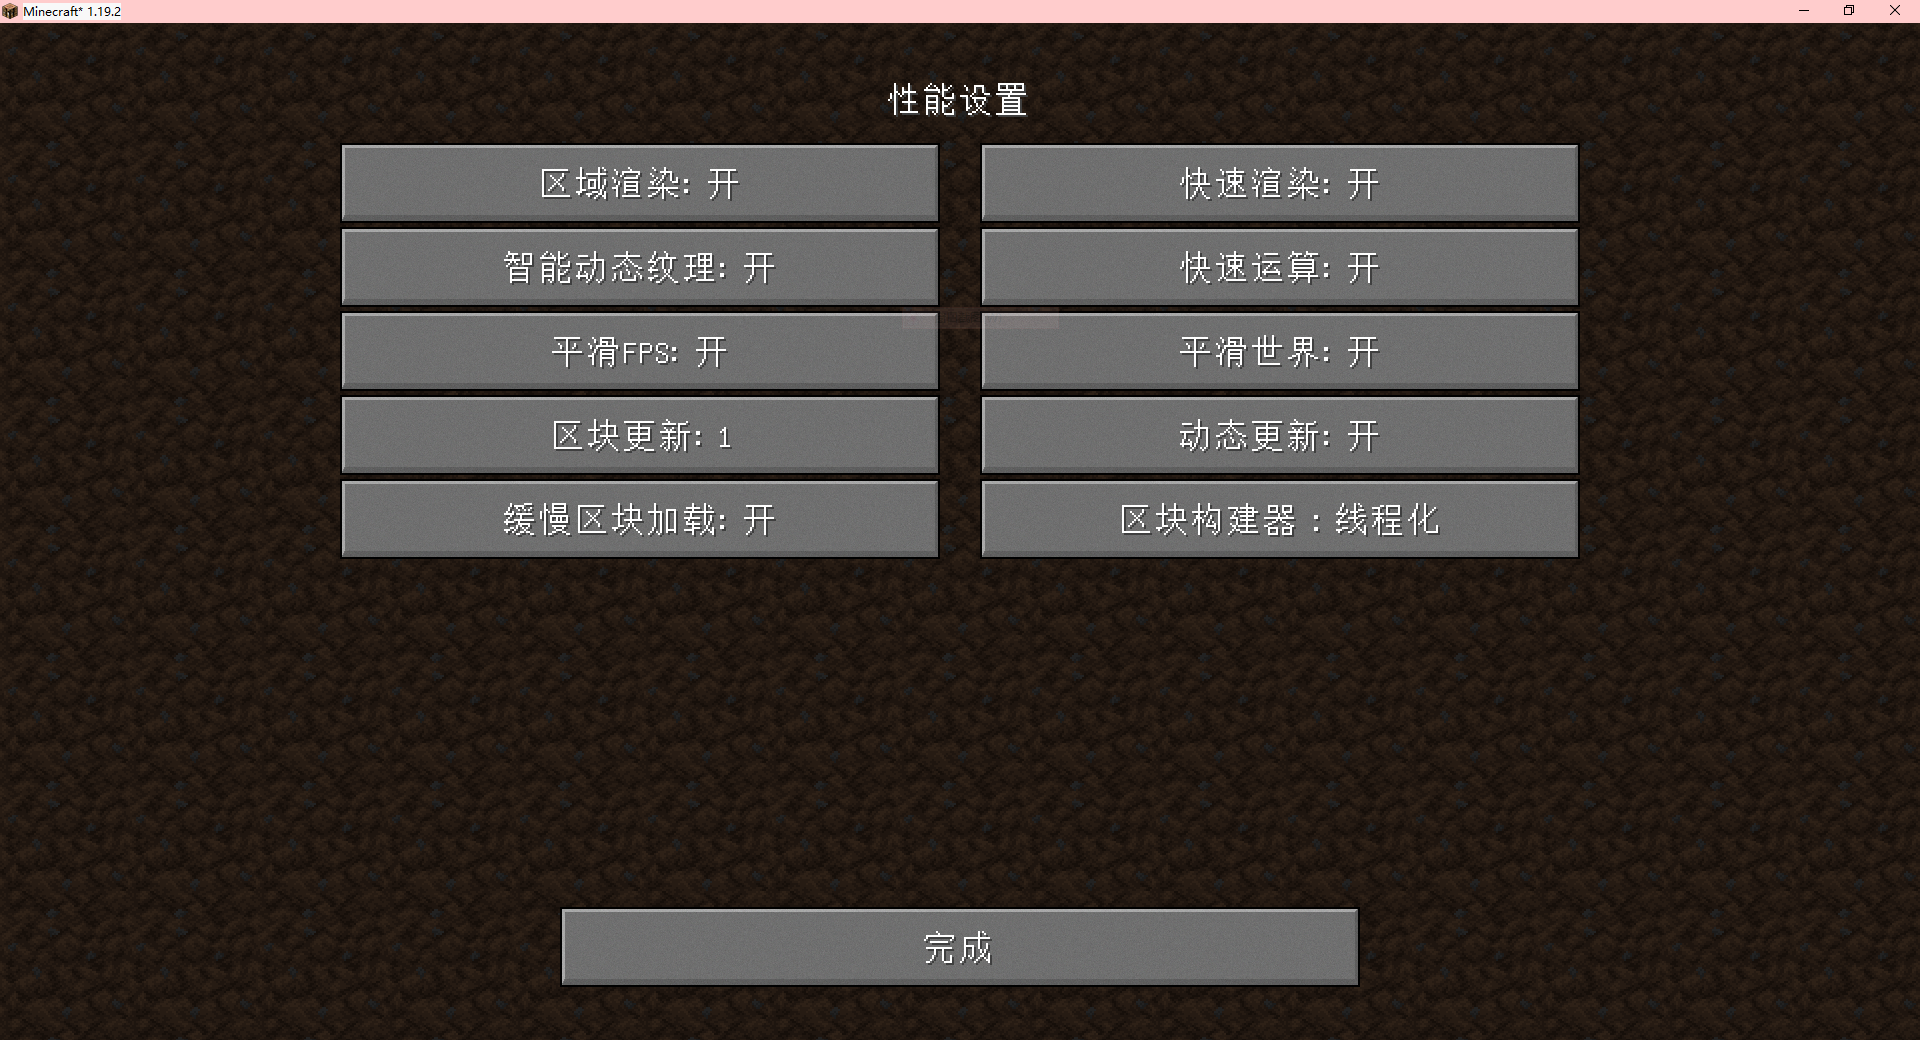 Minecraft* 1.19.2
性能设置
区域渲染: 开
快速渲染: 开
智能动态纹理: 开
快速运算: 开
平滑FPS: 开
平滑世界: 开
区块更新: 1
动态更新: 开
缓慢区块加载: 开
区块构建器：线程化
完成